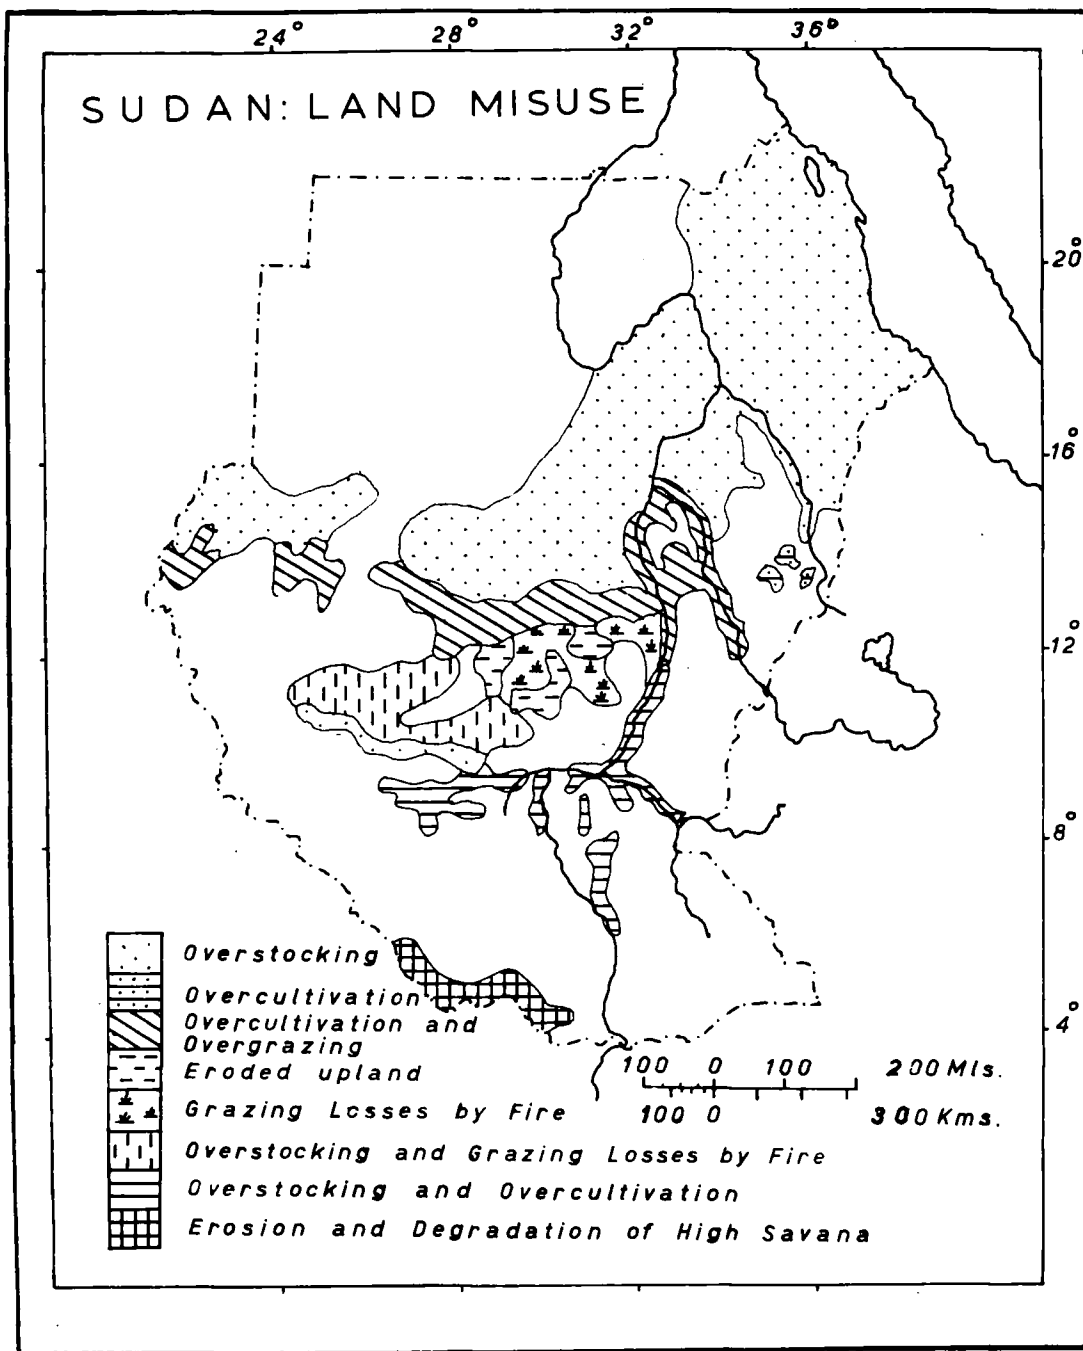 24° 28° 32° 36°
SUDAN: LAND MISUSE
20°
16°
12°
8°
4°
Overstocking
Overcultivation
Overcultivation and
Overgrazing
Eroded upland
Grazing Losses by Fire
Overstocking and Grazing Losses by Fire
Overstocking and Overcultivation
Erosion and Degradation of High Savana
100 0 100 200 Mls.
100 0 300 Kms.